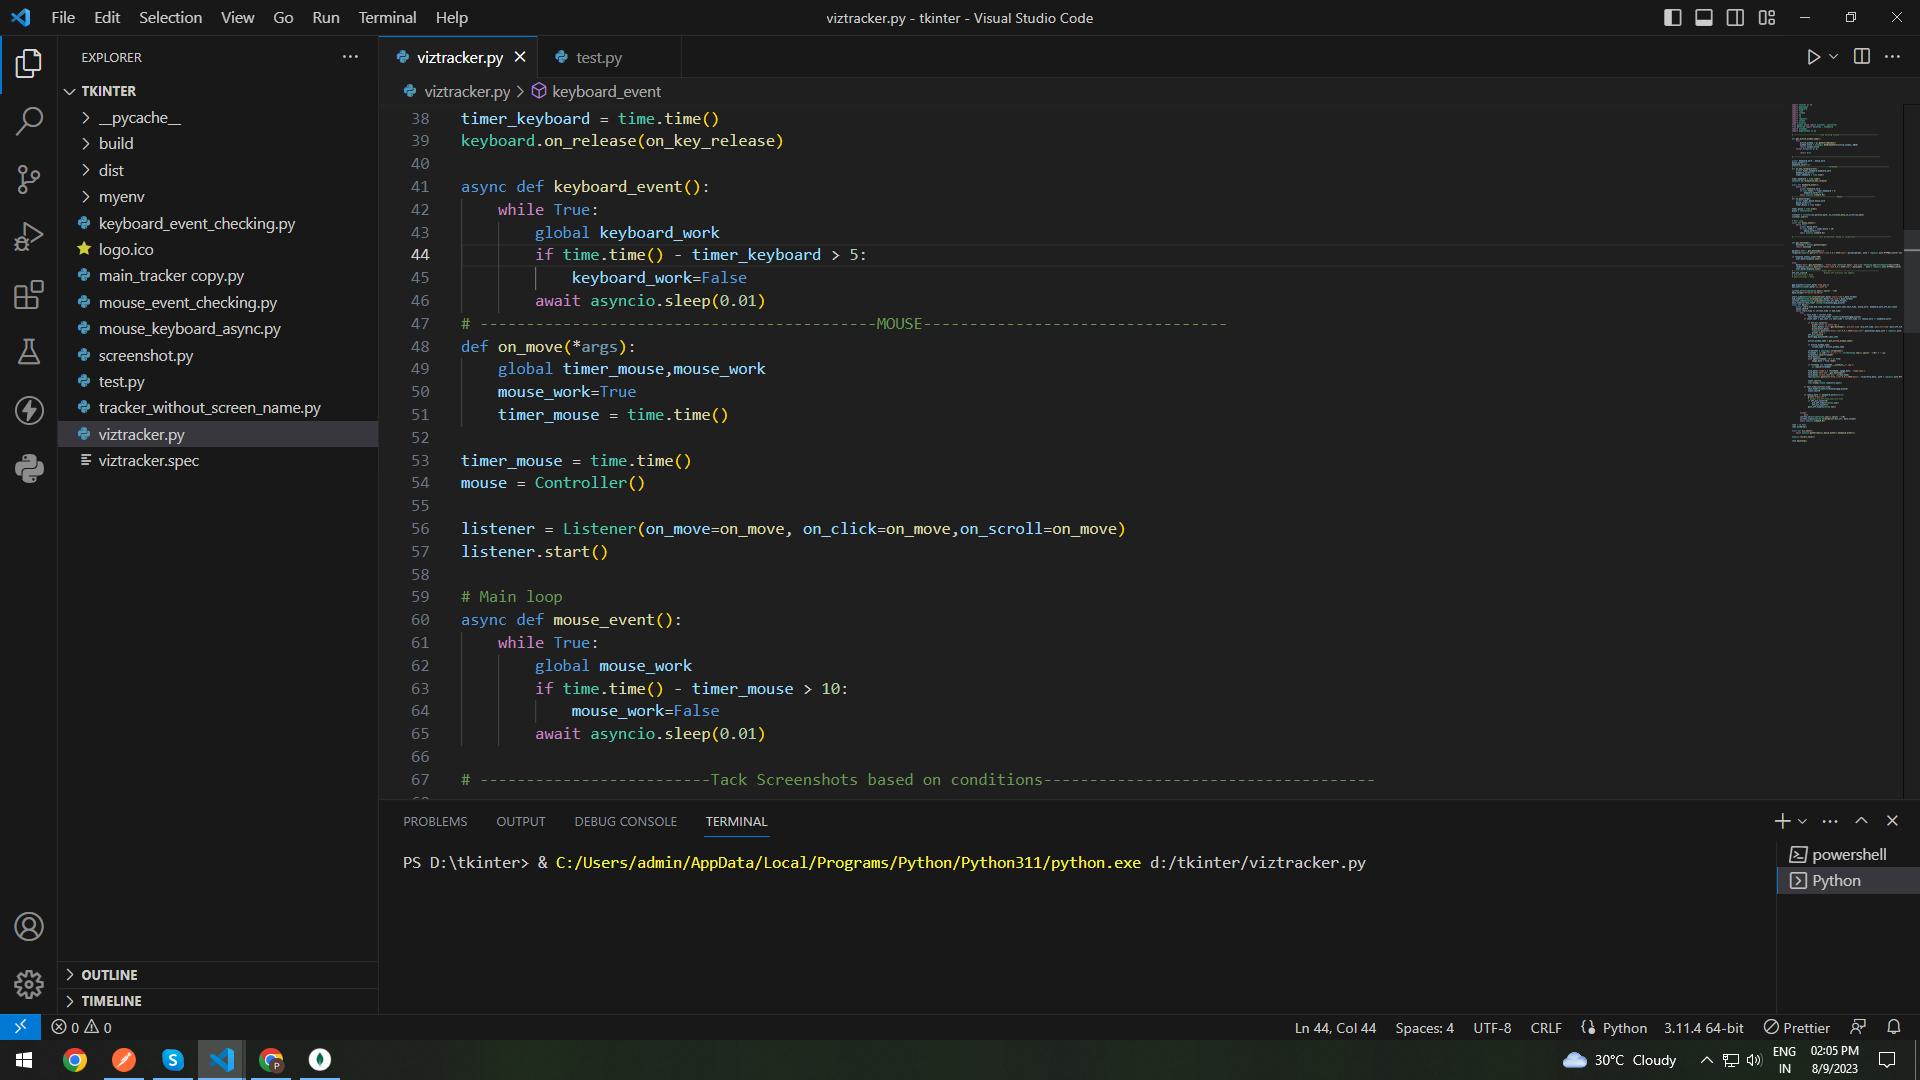 File Edit Selection View Go Run Terminal Help
viztracker.py - tkinter - Visual Studio Code
EXPLORER
TKINTER
__pycache__
build
dist
myenv
keyboard_event_checking.py
logo.ico
main_tracker copy.py
mouse_event_checking.py
mouse_keyboard_async.py
screenshot.py
test.py
tracker_without_screen_name.py
viztracker.py
viztracker.spec
OUTLINE
TIMELINE
viztracker.py test.py
viztracker.py > keyboard_event
38 timer_keyboard = time.time()
39 keyboard.on_release(on_key_release)
40
41 async def keyboard_event():
42 while True:
43 global keyboard_work
44 if time.time() - timer_keyboard > 5:
45 keyboard_work=False
46 await asyncio.sleep(0.01)
47 # -------------------------------------------MOUSE---------------------------------
48 def on_move(*args):
49 global timer_mouse,mouse_work
50 mouse_work=True
51 timer_mouse = time.time()
52
53 timer_mouse = time.time()
54 mouse = Controller()
55
56 listener = Listener(on_move=on_move, on_click=on_move,on_scroll=on_move)
57 listener.start()
58
59 # Main loop
60 async def mouse_event():
61 while True:
62 global mouse_work
63 if time.time() - timer_mouse > 10:
64 mouse_work=False
65 await asyncio.sleep(0.01)
66
67 # -------------------------Tack Screenshots based on conditions------------------------------------
PROBLEMS OUTPUT DEBUG CONSOLE TERMINAL
PS D:\tkinter> & C:/Users/admin/AppData/Local/Programs/Python/Python311/python.exe d:/tkinter/viztracker.py
powershell
Python
0 0
Ln 44, Col 44 Spaces: 4 UTF-8 CRLF Python 3.11.4 64-bit Prettier
30°C Cloudy
ENG
IN
02:05 PM
8/9/2023